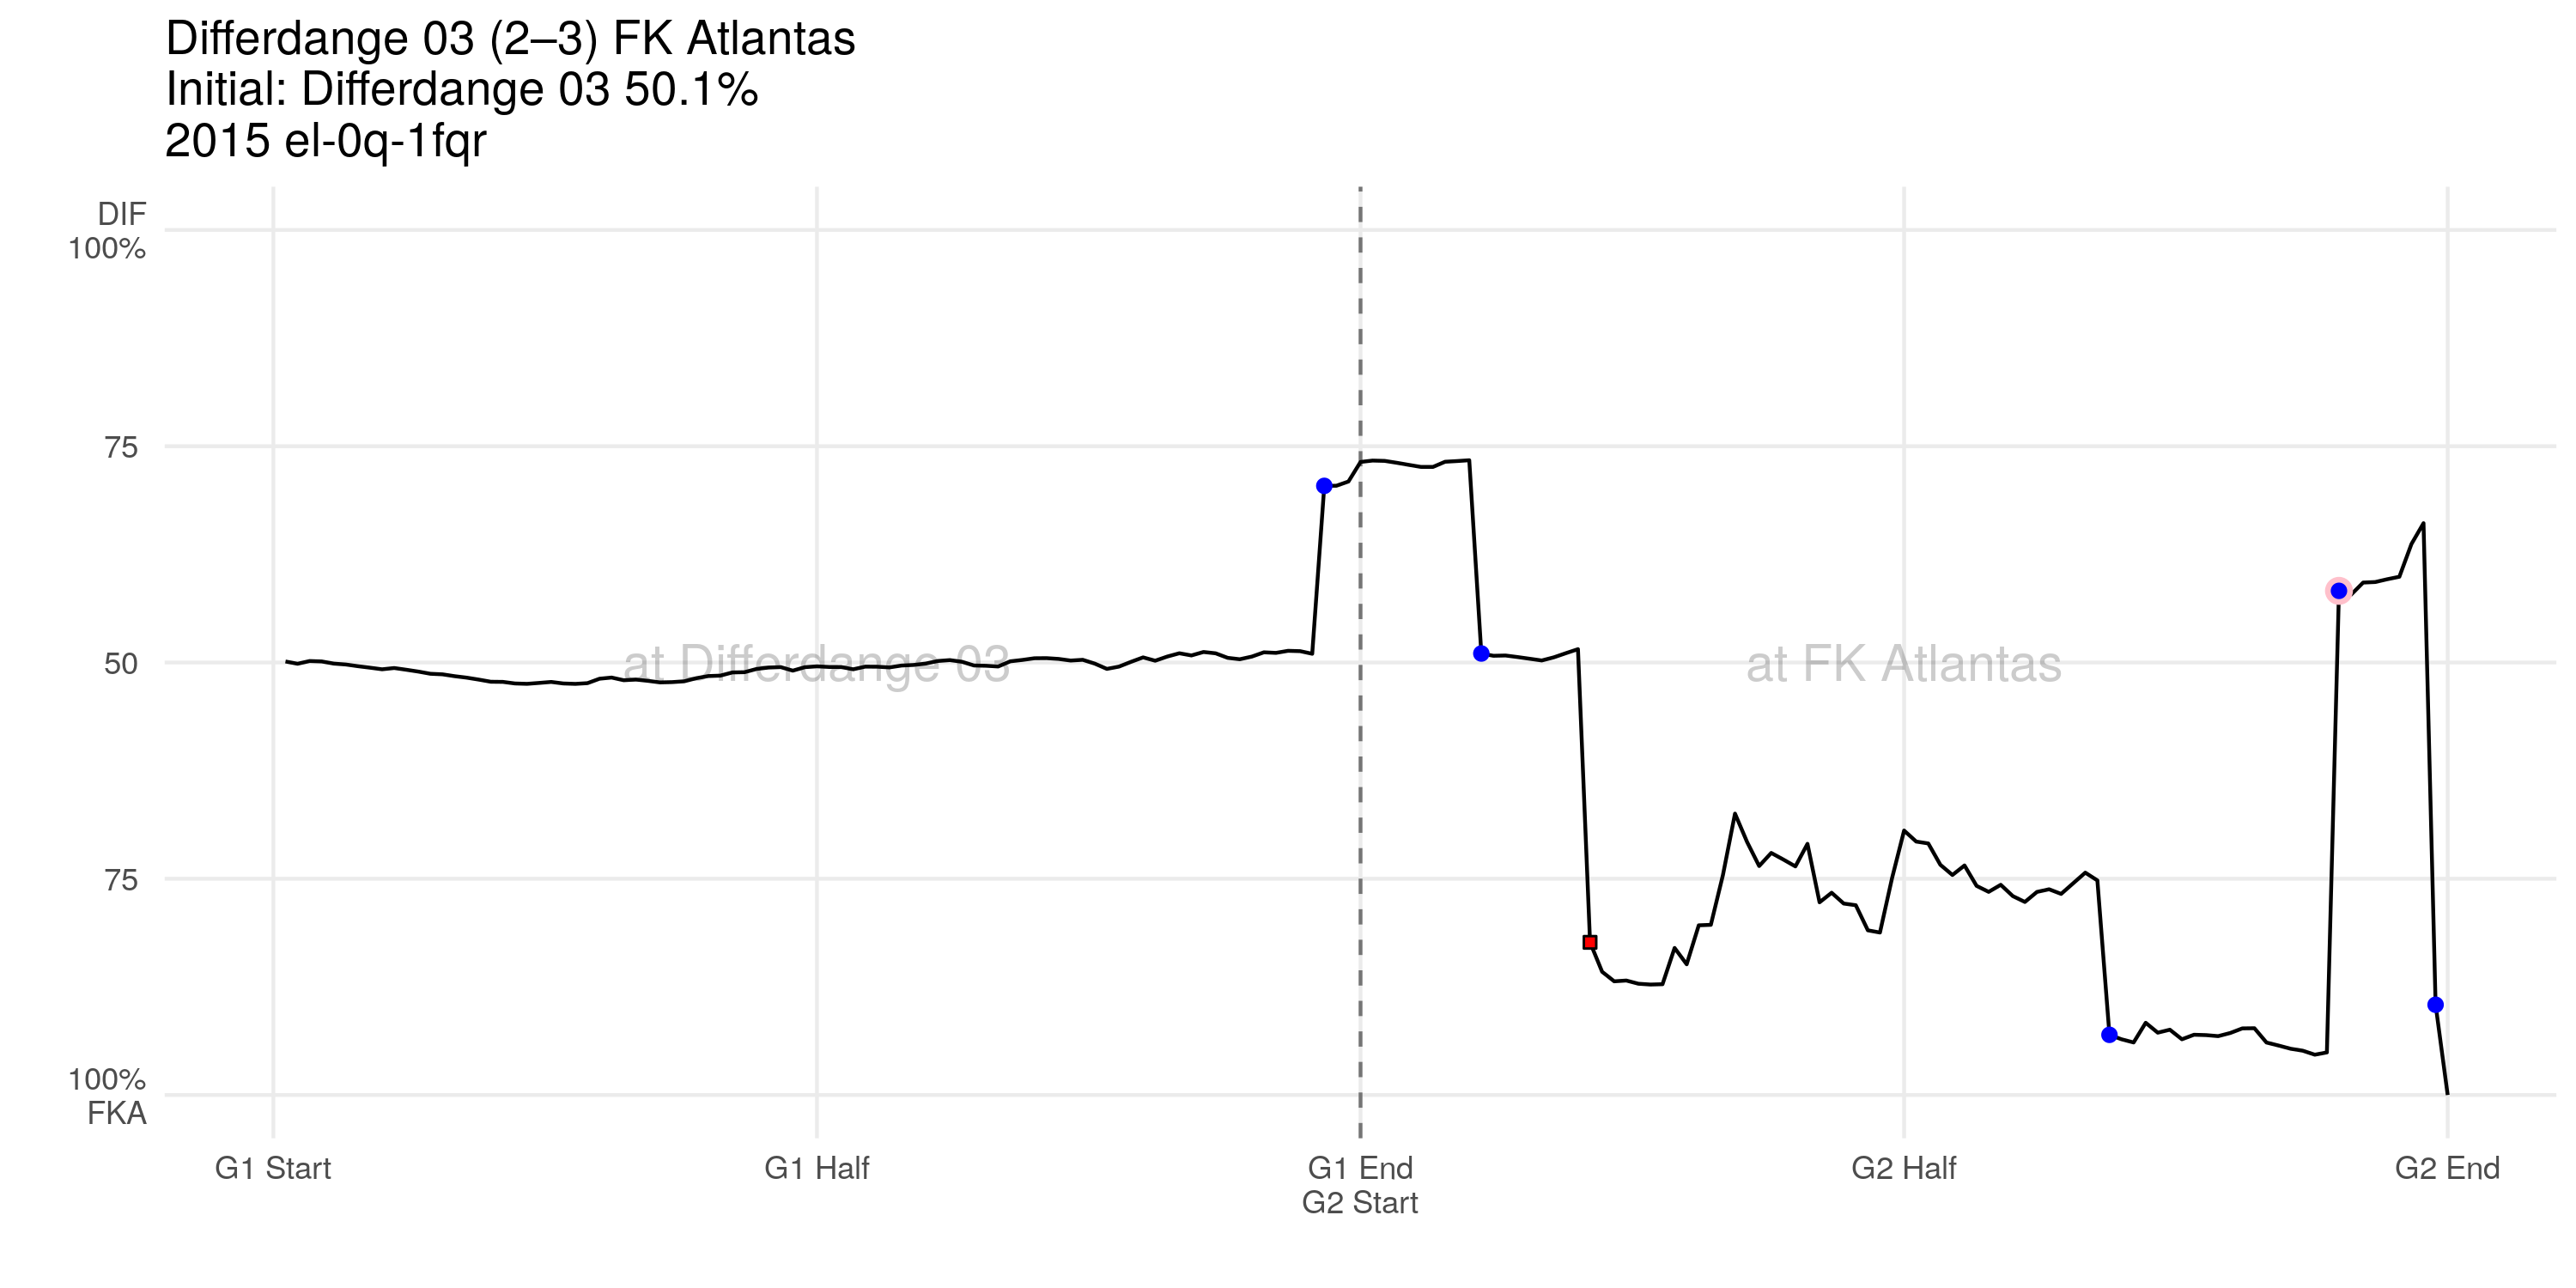 Differdange 03 (2–3) FK Atlantas
Initial: Differdange 03 50.1%
2015 el-0q-1fqr
DIF
100%
75
50
75
100%
FKA
at Differdange 03
at FK Atlantas
G1 Start
G1 Half
G1 End
G2 Start
G2 Half
G2 End